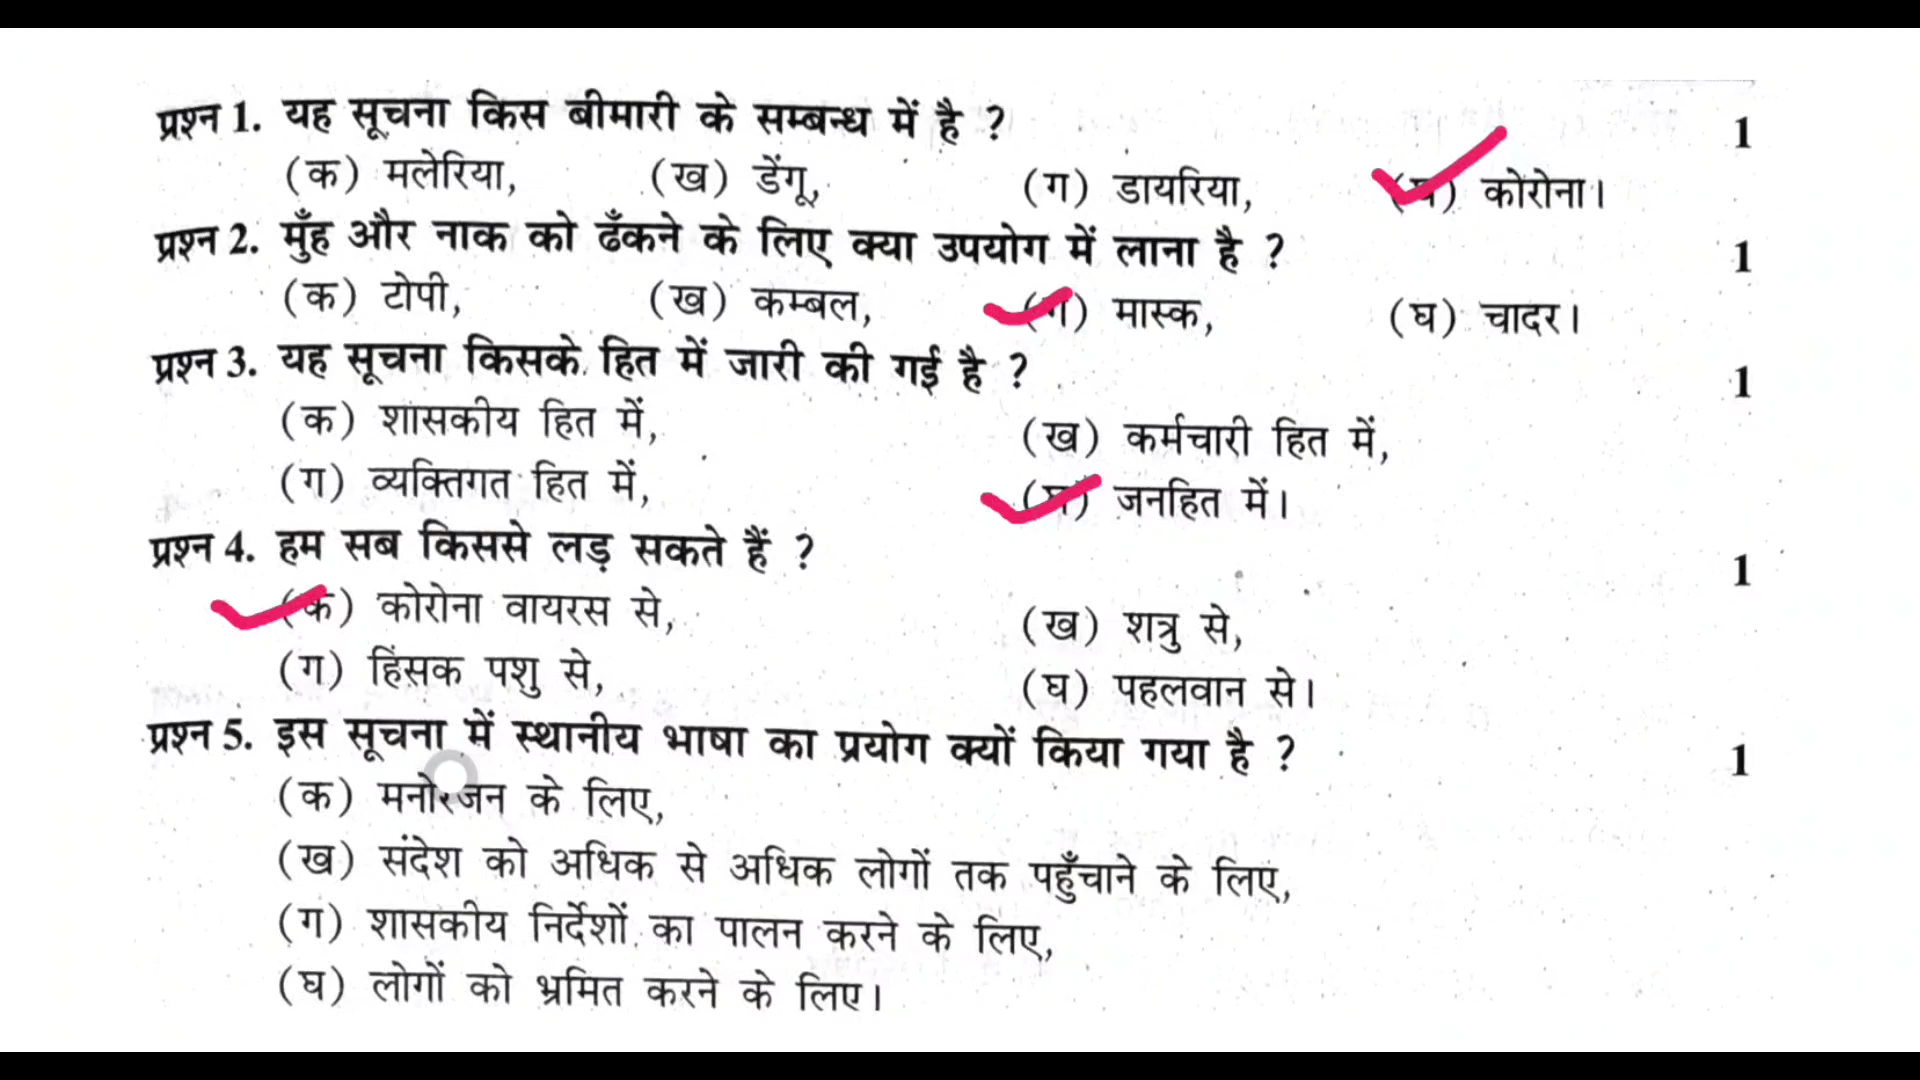 प्रश्न 1. यह सूचना किस बीमारी के सम्बन्ध में है ? 1
(क) मलेरिया, (ख) डेंगू, (ग) डायरिया, (घ) कोरोना।
प्रश्न 2. मुँह और नाक को ढँकने के लिए क्या उपयोग में लाना है ? 1
(क) टोपी, (ख) कम्बल, (ग) मास्क, (घ) चादर।
प्रश्न 3. यह सूचना किसके हित में जारी की गई है ? 1
(क) शासकीय हित में, (ख) कर्मचारी हित में,
(ग) व्यक्तिगत हित में, (घ) जनहित में।
प्रश्न 4. हम सब किससे लड़ सकते हैं ? 1
(क) कोरोना वायरस से, (ख) शत्रु से,
(ग) हिंसक पशु से, (घ) पहलवान से।
प्रश्न 5. इस सूचना में स्थानीय भाषा का प्रयोग क्यों किया गया है ? 1
(क) मनोरंजन के लिए,
(ख) संदेश को अधिक से अधिक लोगों तक पहुँचाने के लिए,
(ग) शासकीय निर्देशों का पालन करने के लिए,
(घ) लोगों को भ्रमित करने के लिए।